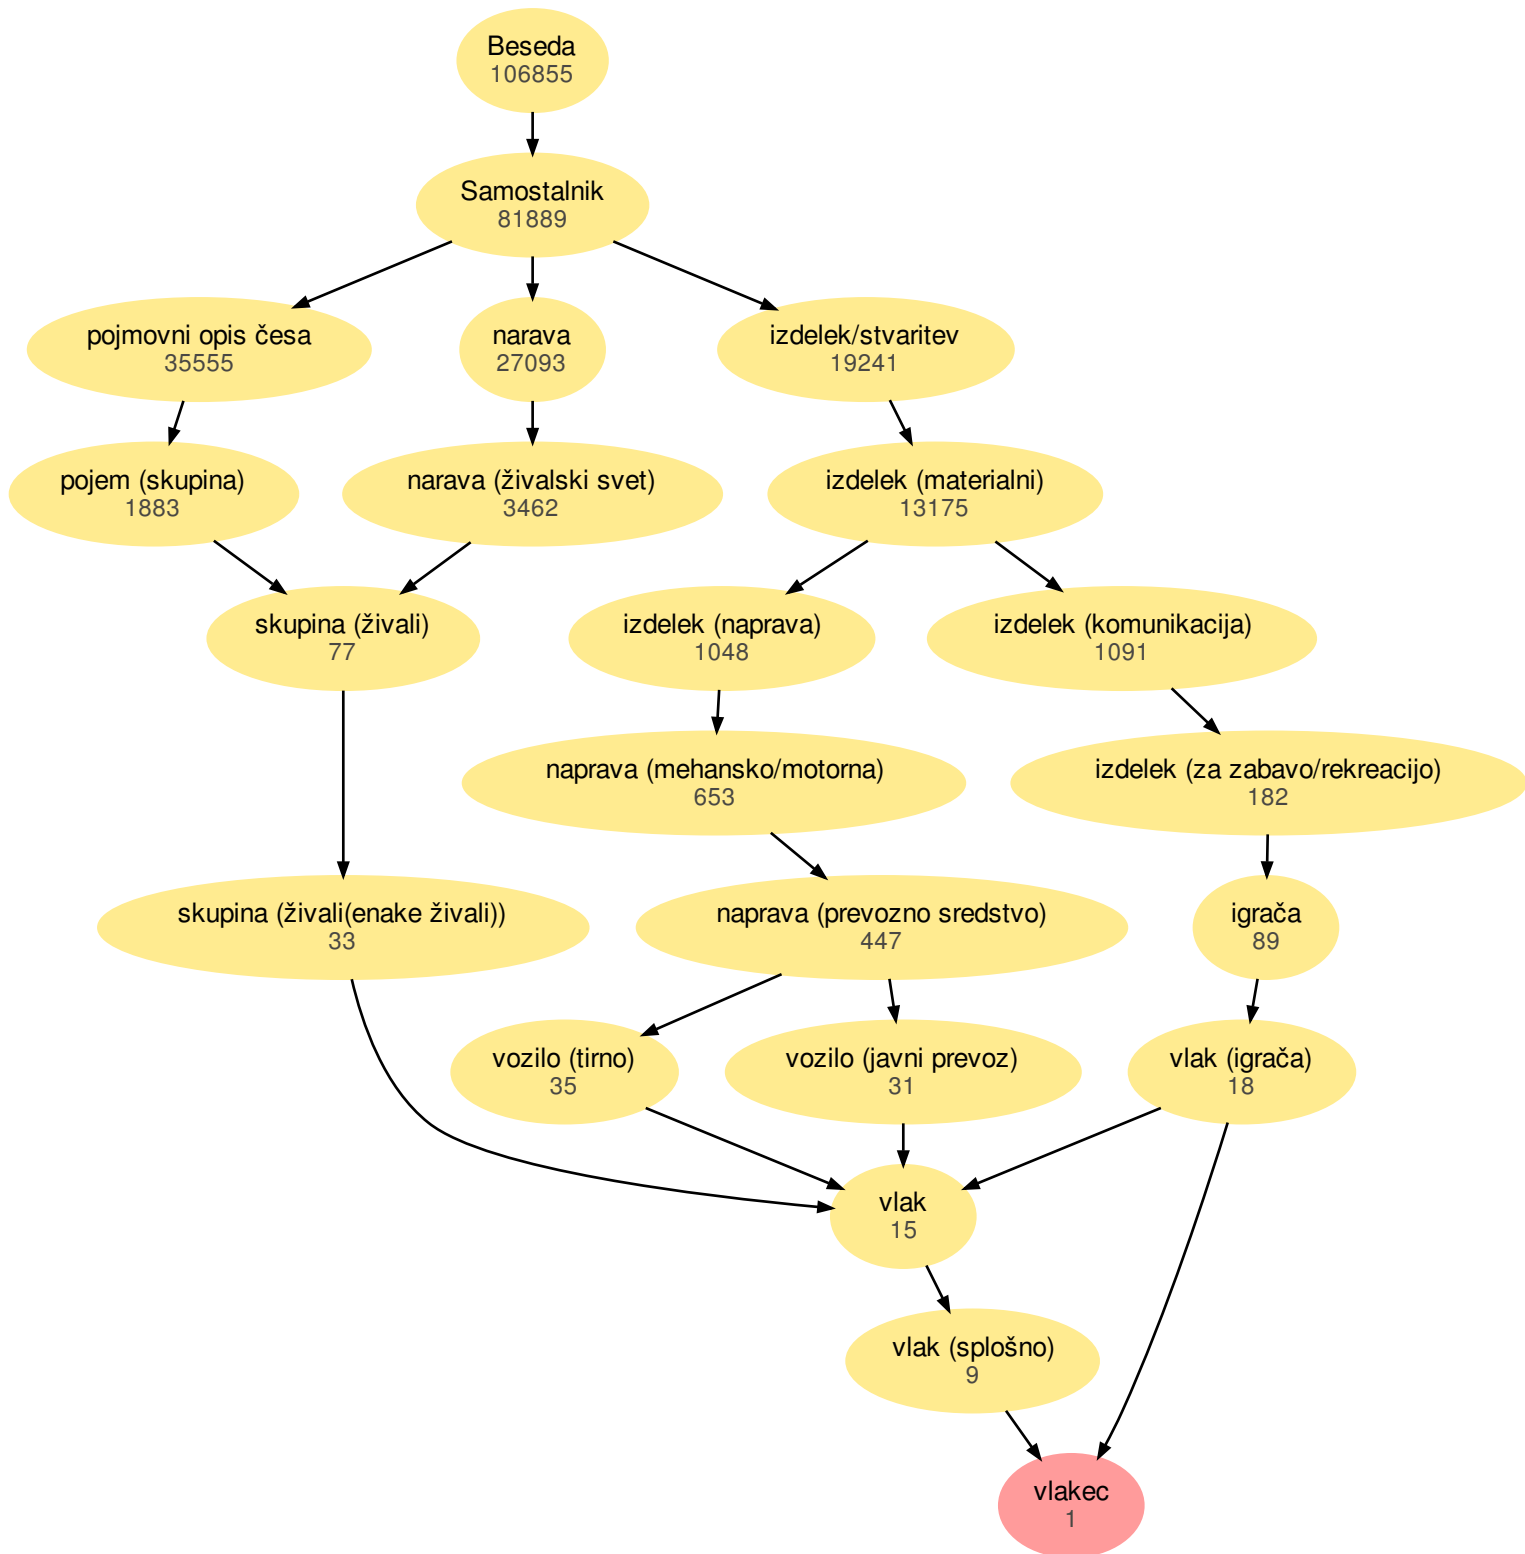 Beseda
106855
Samostalnik
81889
pojmovni opis česa
35555
narava
27093
izdelek/stvaritev
19241
pojem (skupina)
1883
narava (živalski svet)
3462
izdelek (materialni)
13175
skupina (živali)
77
izdelek (naprava)
1048
izdelek (komunikacija)
1091
naprava (mehansko/motorna)
653
izdelek (za zabavo/rekreacijo)
182
skupina (živali(enake živali))
33
naprava (prevozno sredstvo)
447
igrača
89
vozilo (tirno)
35
vozilo (javni prevoz)
31
vlak (igrača)
18
vlak
15
vlak (splošno)
9
vlakec
1